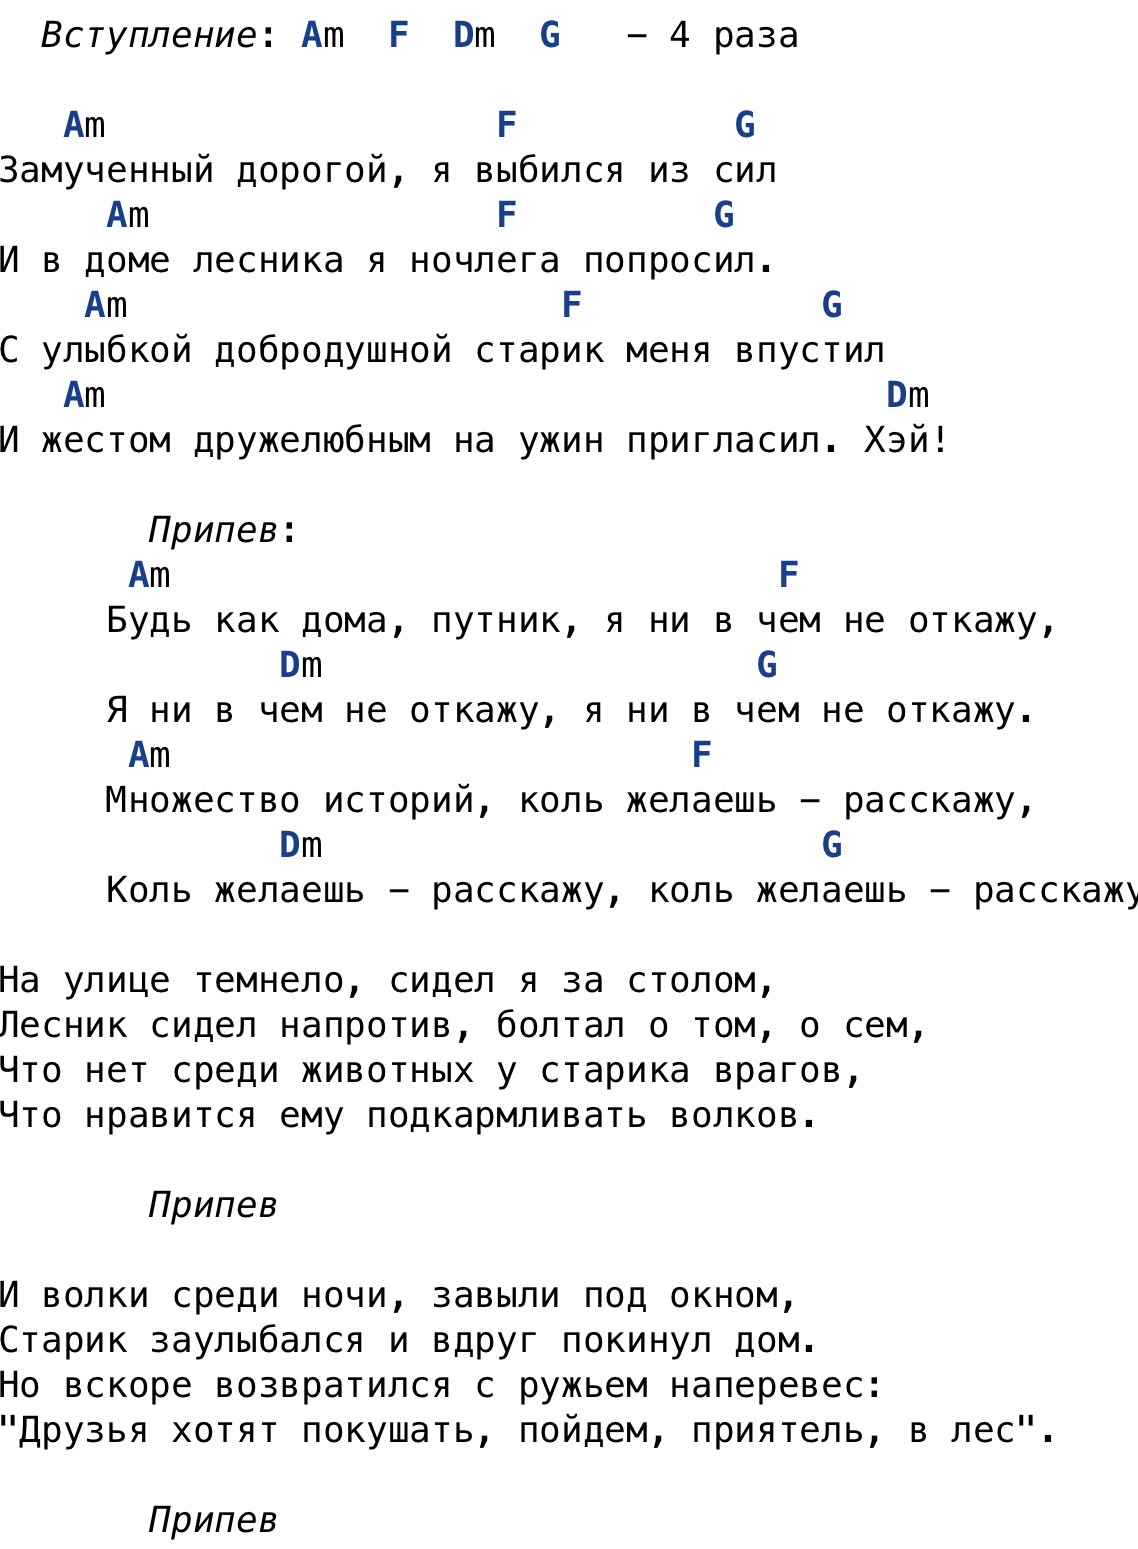 Вступление: Am F Dm G – 4 раза
Am F G
Замученный дорогой, я выбился из сил
Am F G
И в доме лесника я ночлега попросил.
Am F G
С улыбкой добродушной старик меня впустил
Am Dm
И жестом дружелюбным на ужин пригласил. Хэй!
Припев:
Am F
Будь как дома, путник, я ни в чем не откажу,
Dm G
Я ни в чем не откажу, я ни в чем не откажу.
Am F
Множество историй, коль желаешь – расскажу,
Dm G
Коль желаешь – расскажу, коль желаешь – расскажу
На улице темнело, сидел я за столом,
Лесник сидел напротив, болтал о том, о сем,
Что нет среди животных у старика врагов,
Что нравится ему подкармливать волков.
Припев
И волки среди ночи, завыли под окном,
Старик заулыбался и вдруг покинул дом.
Но вскоре возвратился с ружьем наперевес:
"Друзья хотят покушать, пойдем, приятель, в лес".
Припев